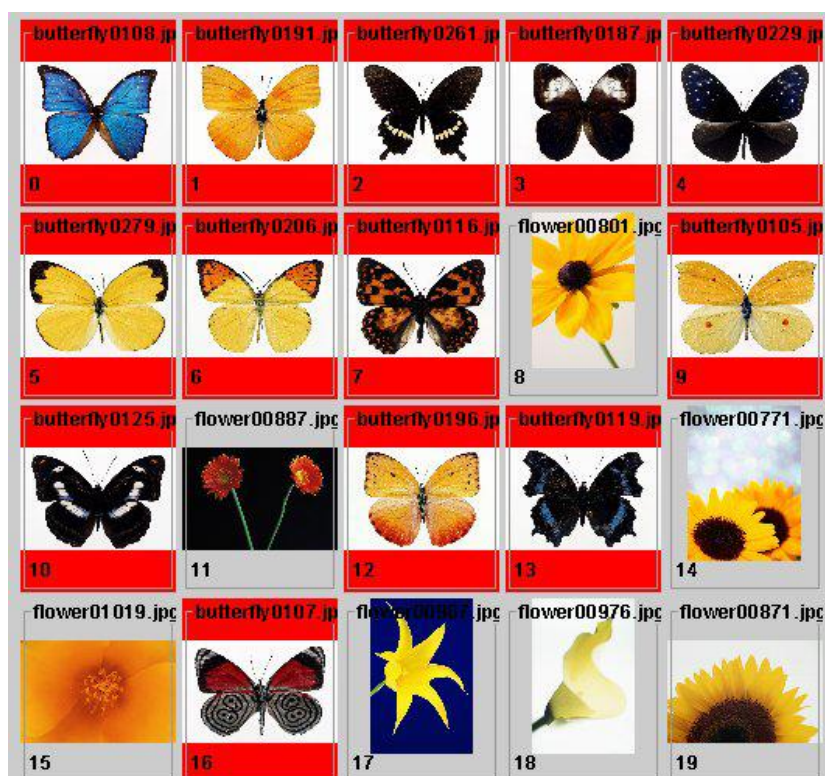 butterfly0108.jp
butterfly0191.jp
butterfly0261.jp
butterfly0187.jp
butterfly0229.jp
0
1
2
3
4
butterfly0279.jp
butterfly0206.jp
butterfly0116.jp
flower00801.jpg
butterfly0105.jp
5
6
7
8
9
butterfly0125.jp
flower00887.jpg
butterfly0196.jp
butterfly0119.jp
flower00771.jpg
10
11
12
13
14
flower01019.jpg
butterfly0107.jp
flower00976.jpg
flower00871.jpg
15
16
17
18
19